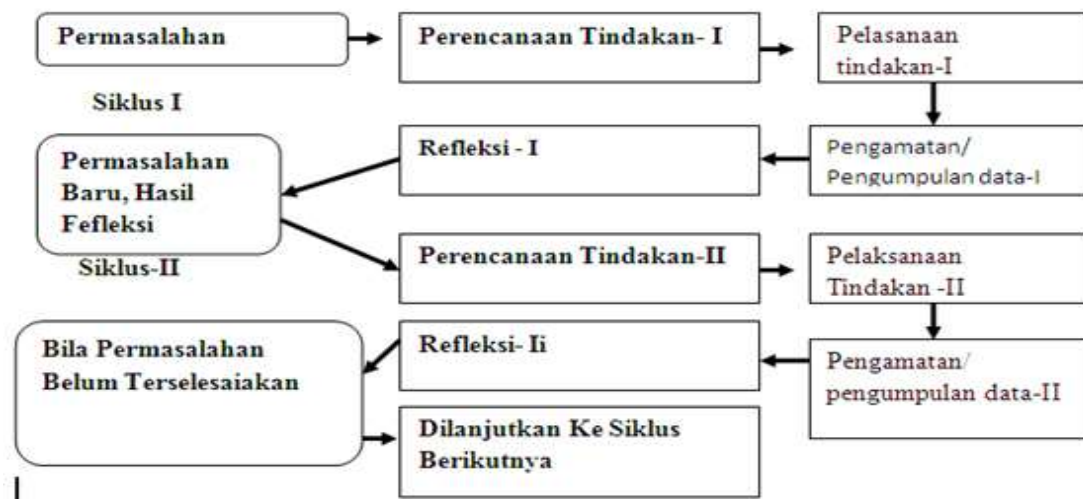 Permasalahan
Perencanaan Tindakan- I
Pelasanaan
tindakan-I
Siklus I
Permasalahan
Baru, Hasil
Fefleksi
Refleksi - I
Pengamatan/
Pengumpulan data-I
Siklus-II
Perencanaan Tindakan-II
Pelaksanaan
Tindakan -II
Bila Permasalahan
Belum Terselesaiakan
Refleksi- Ii
Pengamatan/
pengumpulan data-II
Dilanjutkan Ke Siklus
Berikutnya